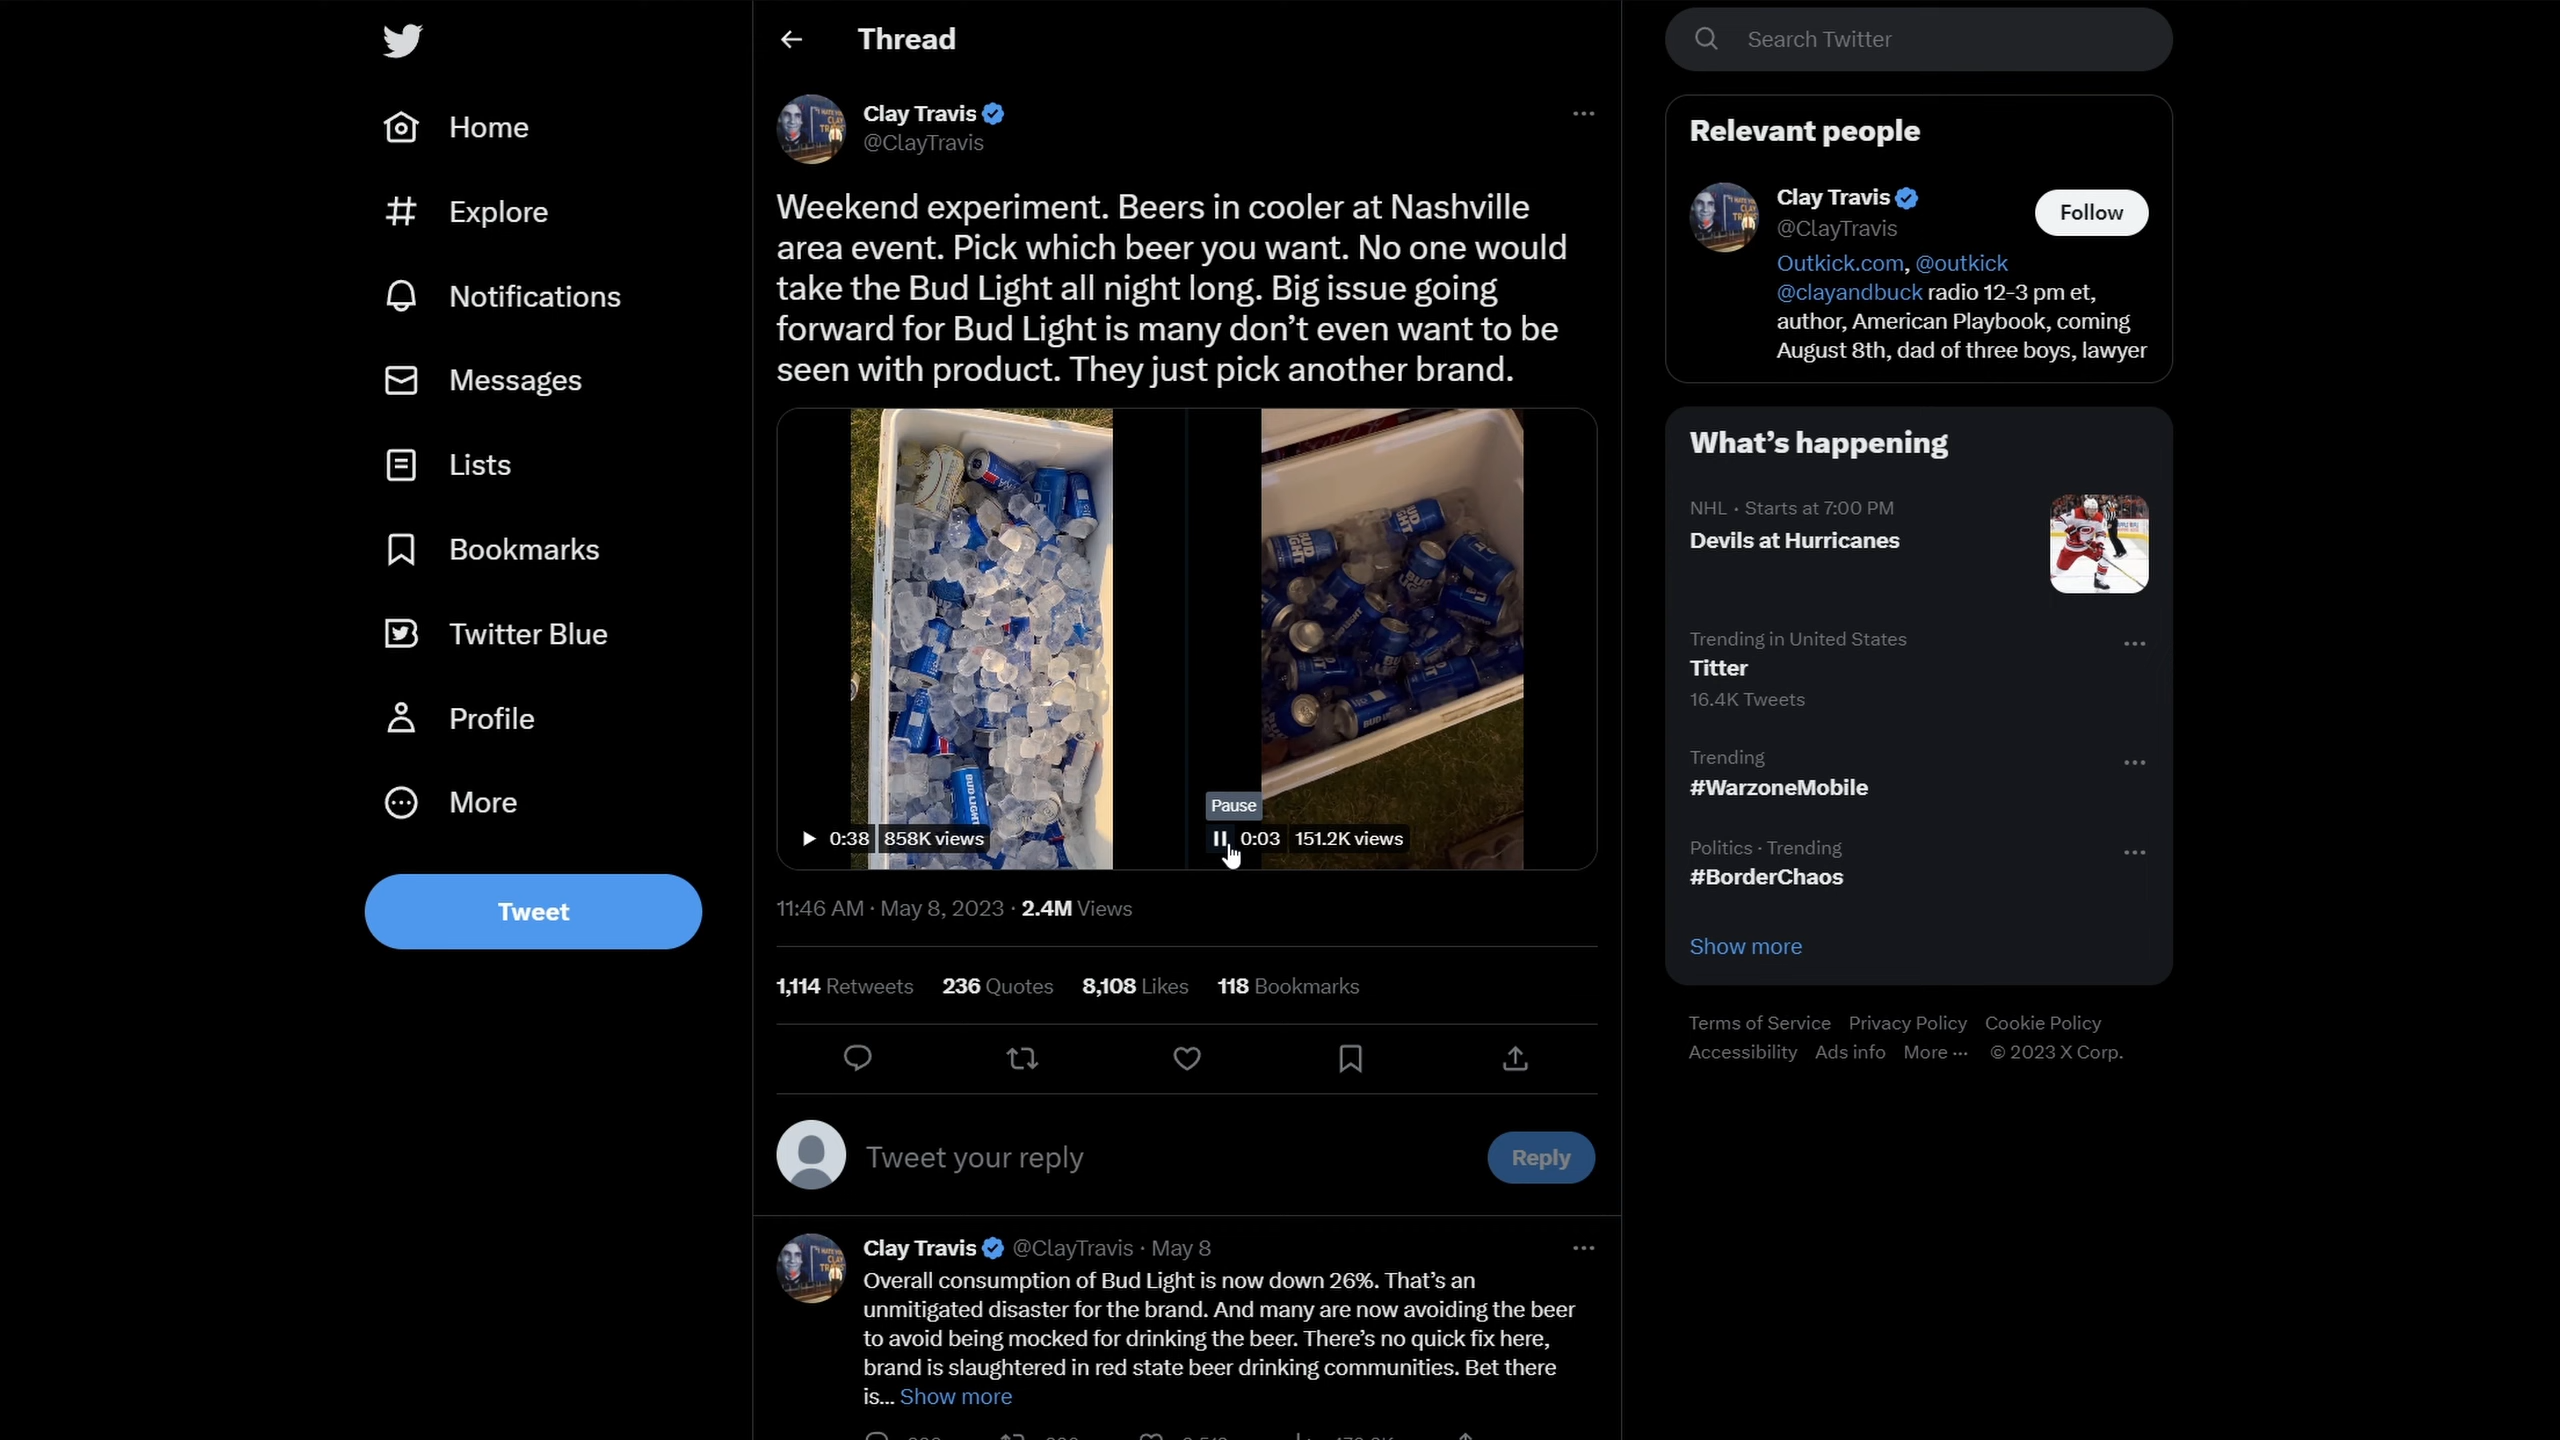 Home
Explore
Notifications
Messages
Lists
Bookmarks
Twitter Blue
Profile
More
Tweet
Thread
Clay Travis
@ClayTravis
Weekend experiment. Beers in cooler at Nashville
area event. Pick which beer you want. No one would
take the Bud Light all night long. Big issue going
forward for Bud Light is many don’t even want to be
seen with product. They just pick another brand.
BUD LIGHT
BUD LIGHT
BUD LIGHT
Pause
0:38 858K views
0:03 151.2K views
11:46 AM · May 8, 2023 · 2.4M Views
1,114 Retweets 236 Quotes 8,108 Likes 118 Bookmarks
Tweet your reply
Reply
Clay Travis @ClayTravis · May 8
Overall consumption of Bud Light is now down 26%. That’s an
unmitigated disaster for the brand. And many are now avoiding the beer
to avoid being mocked for drinking the beer. There’s no quick fix here,
brand is slaughtered in red state beer drinking communities. Bet there
is... Show more
Search Twitter
Relevant people
Clay Travis
@ClayTravis
Follow
Outkick.com, @outkick
@clayandbuck radio 12-3 pm et,
author, American Playbook, coming
August 8th, dad of three boys, lawyer
What’s happening
NHL · Starts at 7:00 PM
Devils at Hurricanes
Trending in United States
Titter
16.4K Tweets
Trending
#WarzoneMobile
Politics · Trending
#BorderChaos
Show more
Terms of Service Privacy Policy Cookie Policy
Accessibility Ads info More ··· © 2023 X Corp.